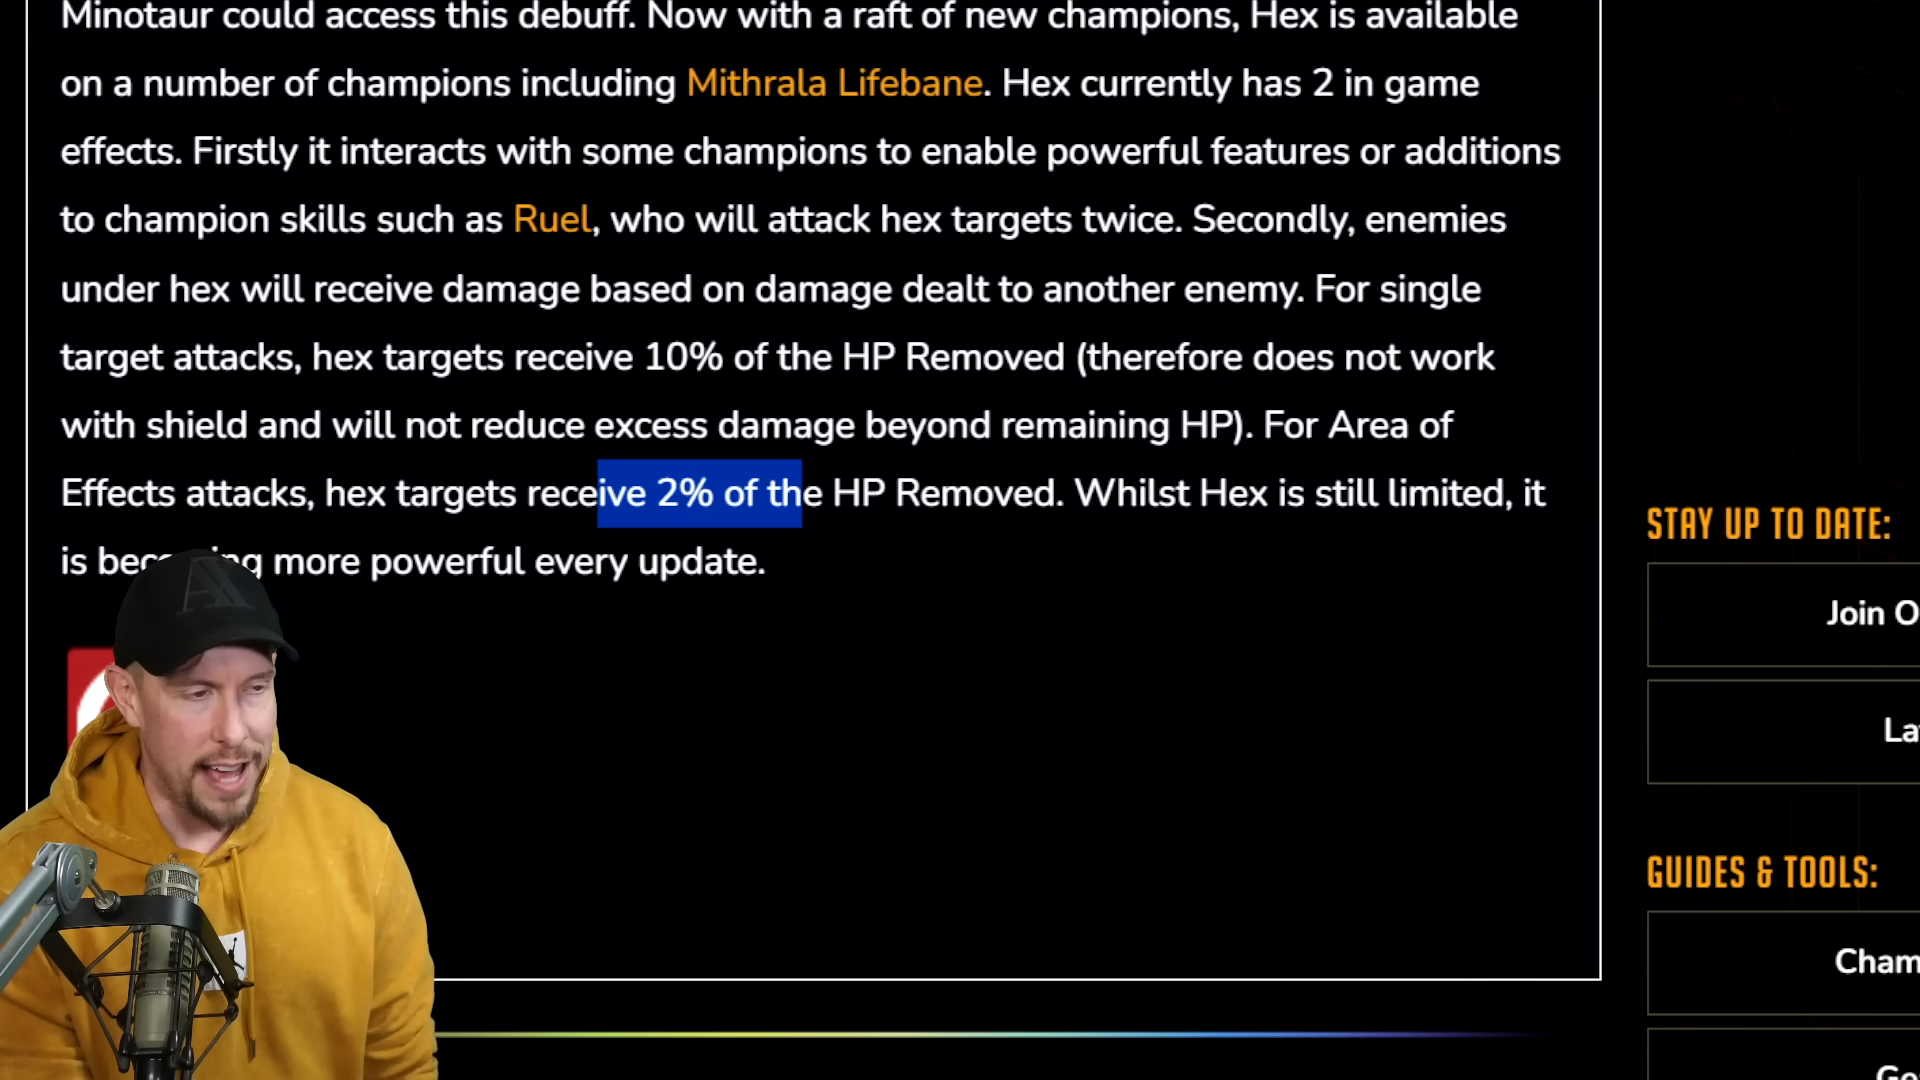 Minotaur could access this debuff. Now with a raft of new champions, Hex is available
on a number of champions including Mithrala Lifebane. Hex currently has 2 in game
effects. Firstly it interacts with some champions to enable powerful features or additions
to champion skills such as Ruel, who will attack hex targets twice. Secondly, enemies
under hex will receive damage based on damage dealt to another enemy. For single
target attacks, hex targets receive 10% of the HP Removed (therefore does not work
with shield and will not reduce excess damage beyond remaining HP). For Area of
Effects attacks, hex targets receive 2% of the HP Removed. Whilst Hex is still limited, it
is more powerful every update.
STAY UP TO DATE:
Join
GUIDES & TOOLS: